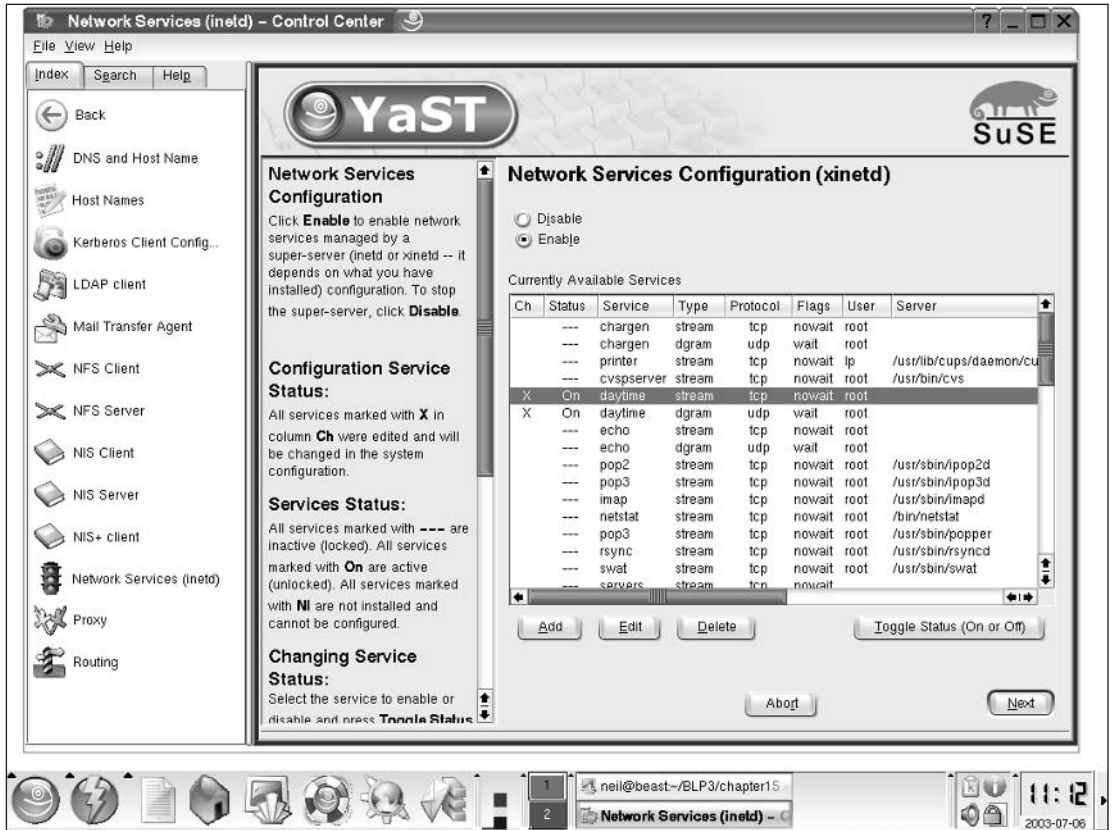 Network Services (inetd) – Control Center
File View Help
Index Search Help
Back
DNS and Host Name
Host Names
Kerberos Client Config...
LDAP client
Mail Transfer Agent
NFS Client
NFS Server
NIS Client
NIS Server
NIS+ client
Network Services (inetd)
Proxy
Routing
YaST
SuSE
Network Services
Configuration
Click Enable to enable network
services managed by a
super-server (inetd or xinetd -- it
depends on what you have
installed) configuration. To stop
the super-server, click Disable.
Configuration Service
Status:
All services marked with X in
column Ch were edited and will
be changed in the system
configuration.
Services Status:
All services marked with --- are
inactive (locked). All services
marked with On are active
(unlocked). All services marked
with NI are not installed and
cannot be configured.
Changing Service
Status:
Select the service to enable or
disable and press Toggle Status
Network Services Configuration (xinetd)
Disable
Enable
Currently Available Services
Ch Status Service Type Protocol Flags User Server
--- chargen stream tcp nowait root
--- chargen dgram udp wait root
--- printer stream tcp nowait lp /usr/lib/cups/daemon/cu
--- cvspserver stream tcp nowait root /usr/bin/cvs
X On daytime stream tcp nowait root
X On daytime dgram udp wait root
--- echo stream tcp nowait root
--- echo dgram udp wait root
--- pop2 stream tcp nowait root /usr/sbin/ipop2d
--- pop3 stream tcp nowait root /usr/sbin/ipop3d
--- imap stream tcp nowait root /usr/sbin/imapd
--- netstat stream tcp nowait root /bin/netstat
--- pop3 stream tcp nowait root /usr/sbin/popper
--- rsync stream tcp nowait root /usr/sbin/rsyncd
--- swat stream tcp nowait root /usr/sbin/swat
--- servers stream tcp nowait
Add Edit Delete Toggle Status (On or Off)
Abort Next
1 neil@beast:~/BLP3/chapter15
2 Network Services (inetd) – C
11:12
2003-07-06